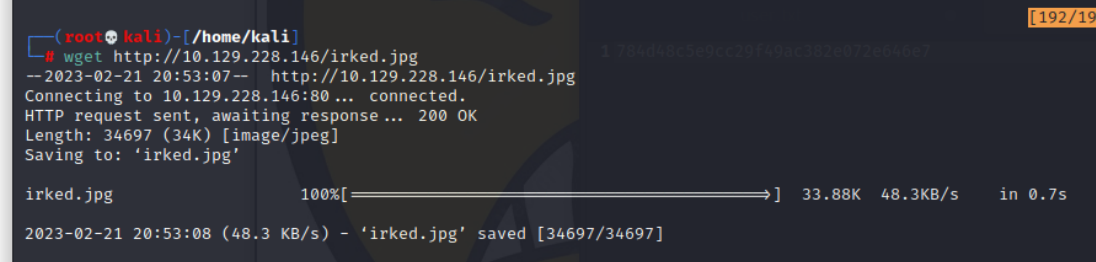 [192/19
┌──(root💀kali)-[/home/kali]
└─# wget http://10.129.228.146/irked.jpg
--2023-02-21 20:53:07--  http://10.129.228.146/irked.jpg
Connecting to 10.129.228.146:80... connected.
HTTP request sent, awaiting response... 200 OK
Length: 34697 (34K) [image/jpeg]
Saving to: ‘irked.jpg’
irked.jpg 100%[===================>] 33.88K 48.3KB/s in 0.7s
2023-02-21 20:53:08 (48.3 KB/s) - ‘irked.jpg’ saved [34697/34697]